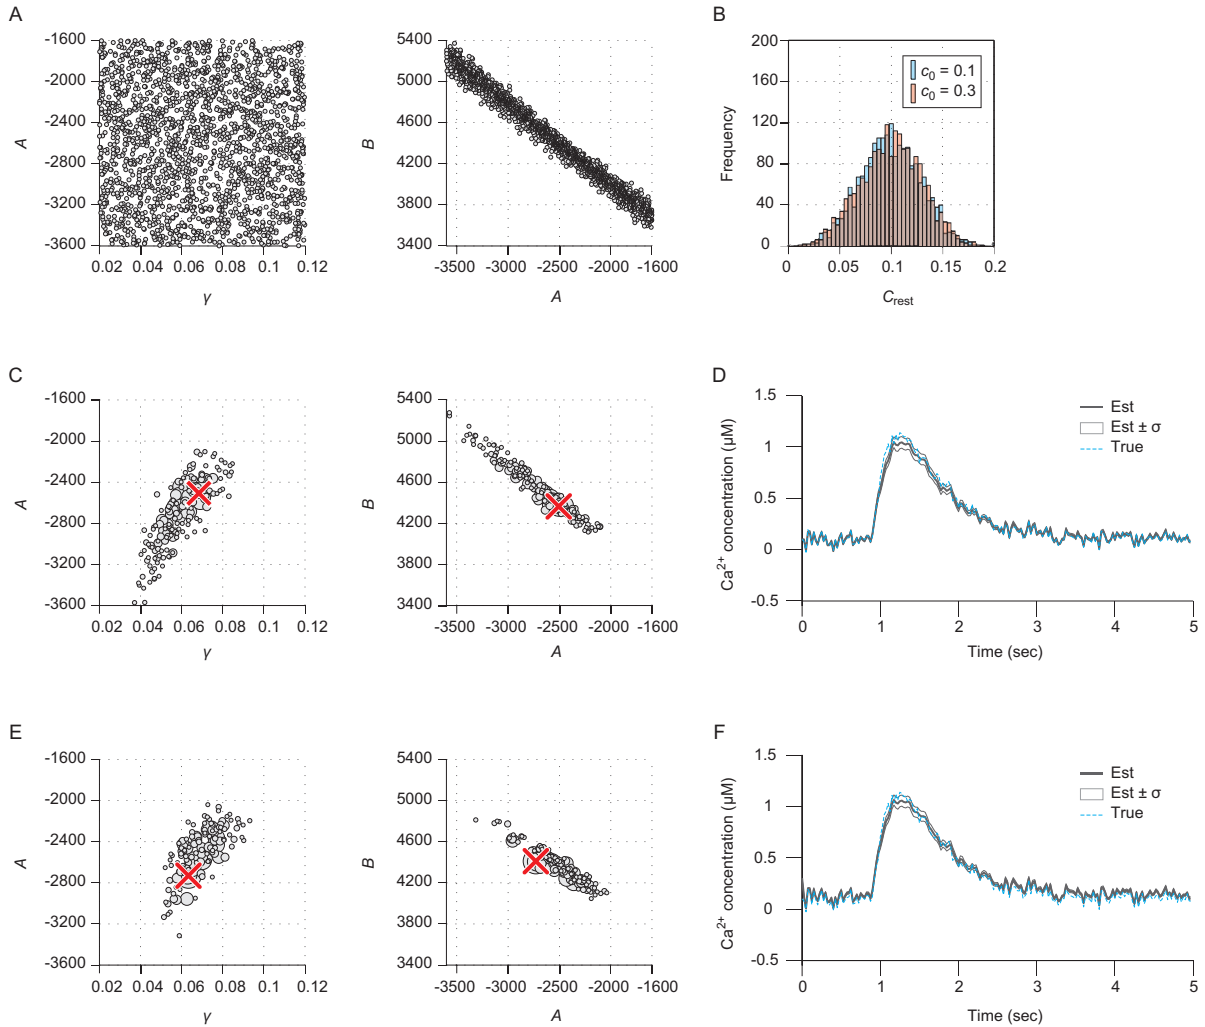 A
-1600
-2000
-2400
-2800
-3200
-3600
A
0.02 0.04 0.06 0.08 0.10 0.12
γ
5400
5000
4600
4200
3800
3400
B
-3500 -3000 -2500 -2000 -1600
A
B
200
160
120
80
40
0
Frequency
c0 = 0.1
c0 = 0.3
0 0.05 0.1 0.15 0.2
Crest
C
-1600
-2000
-2400
-2800
-3200
-3600
A
0.02 0.04 0.06 0.08 0.1 0.12
γ
5400
5000
4600
4200
3800
3400
B
-3500 -3000 -2500 -2000 -1600
A
D
1.5
1
0.5
0
-0.5
Ca2+ concentration (μM)
Est
Est ± σ
True
0 1 2 3 4 5
Time (sec)
E
-1600
-2000
-2400
-2800
-3200
-3600
A
0.02 0.04 0.06 0.08 0.1 0.12
γ
5400
5000
4600
4200
3800
3400
B
-3500 -3000 -2500 -2000 -1600
A
F
1.5
1
0.5
0
-0.5
Ca2+ concentration (μM)
Est
Est ± σ
True
0 1 2 3 4 5
Time (sec)